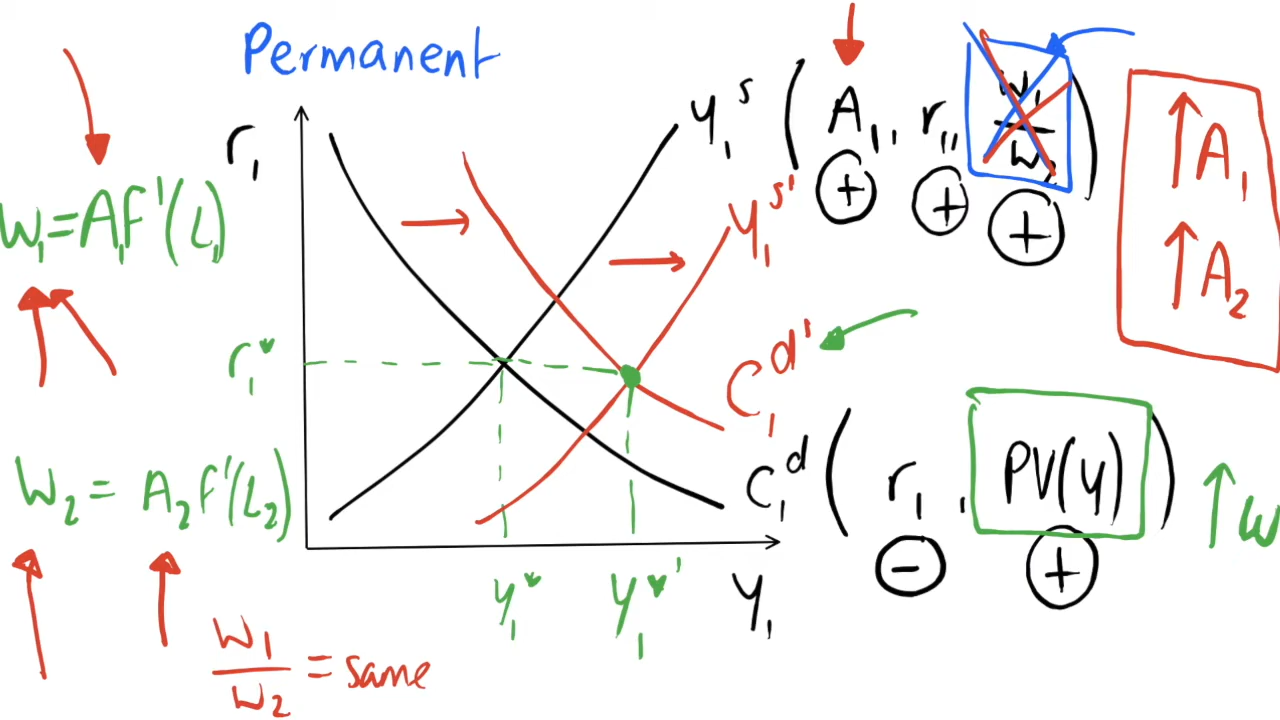 Permanent
r₁
Y₁ˢ ( A₁, r₁, W₁/W₂ )
+ + +
↑A₁
↑A₂
W₁=A₁F'(L₁)
Y₁ˢ'
r₁*
C₁ᵈ'
W₂ = A₂F'(L₂)
C₁ᵈ ( r₁, PV(Y) )
- +
↑W
Y₁* Y₁*' Y₁
W₁/W₂ = same